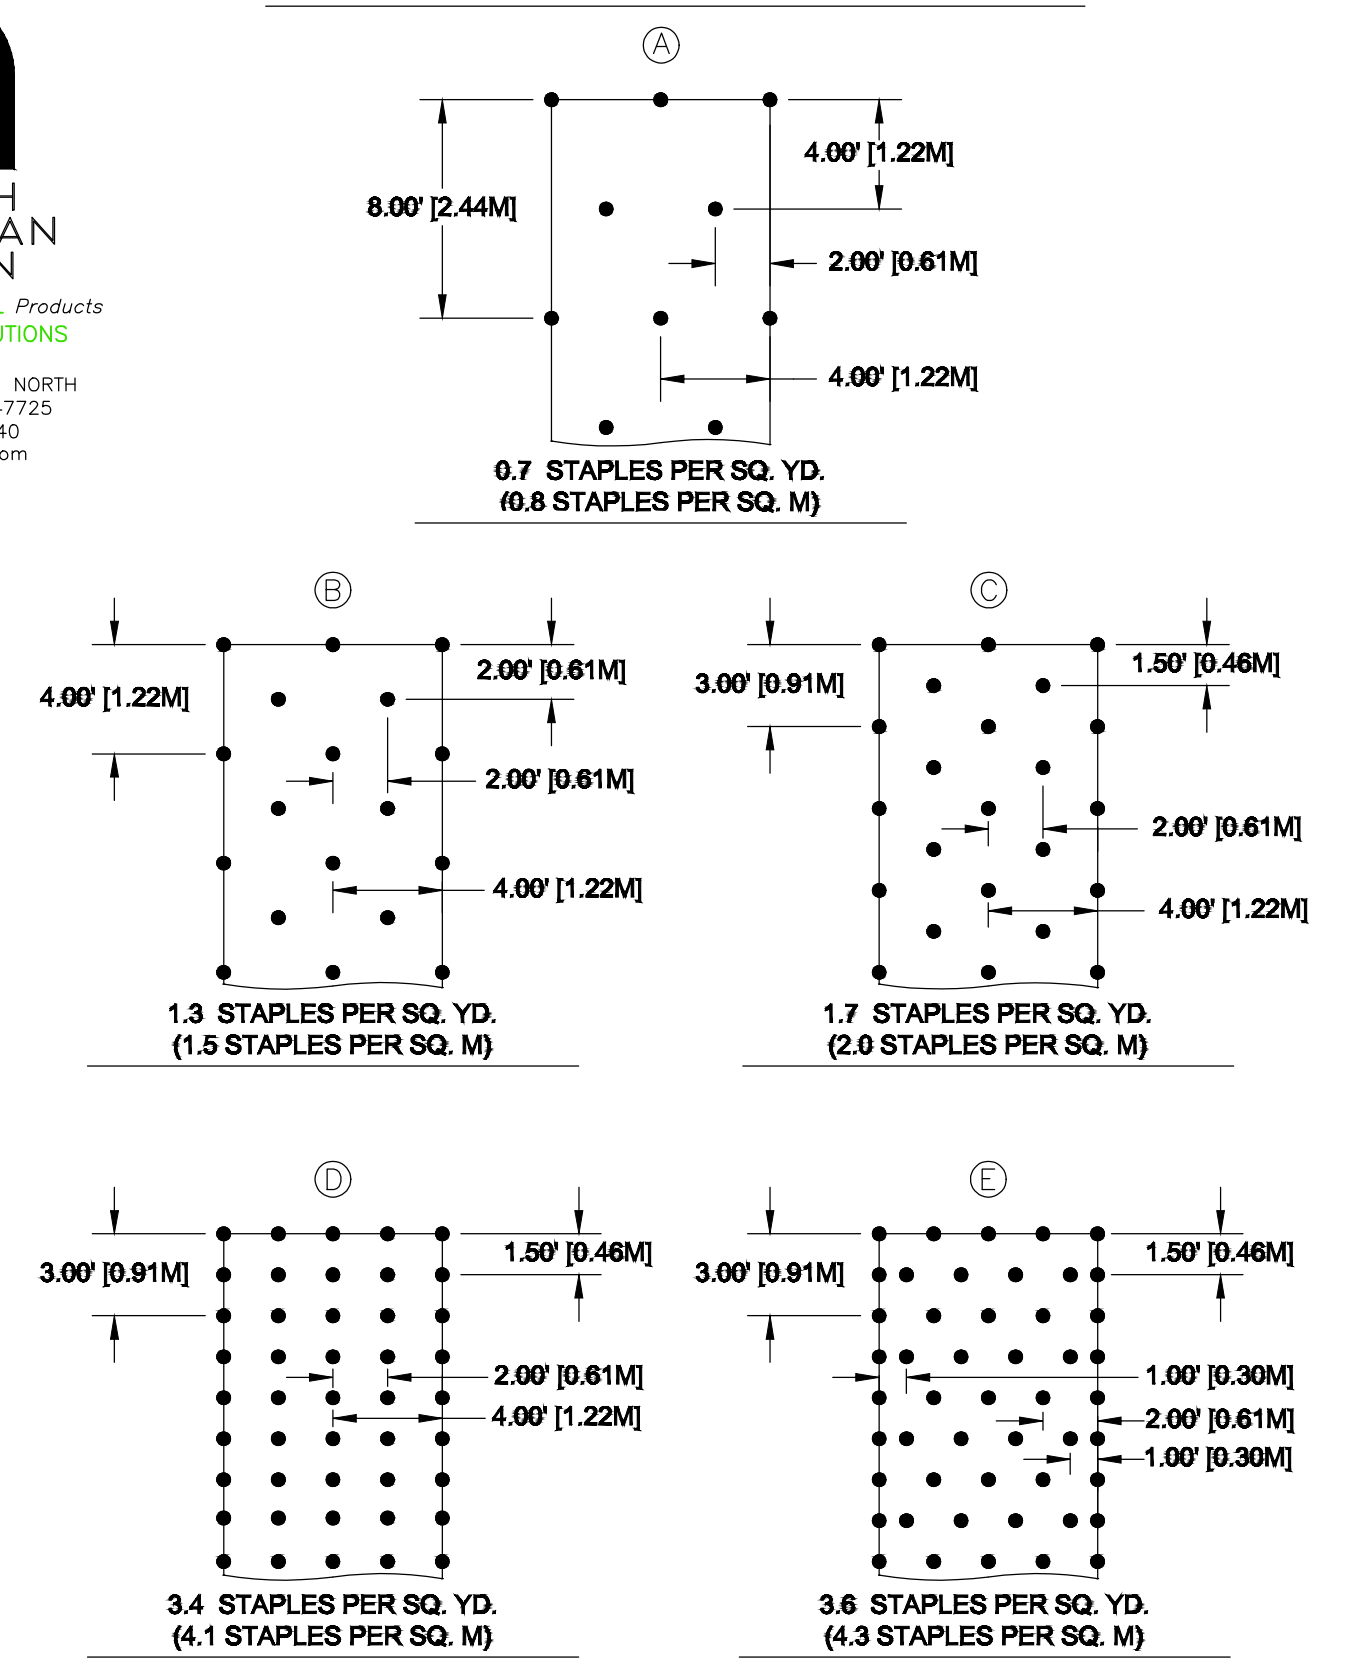 A
4.00' [1.22M]
8.00' [2.44M]
2.00' [0.61M]
4.00' [1.22M]
0.7 STAPLES PER SQ. YD.
(0.8 STAPLES PER SQ. M)
H
AN
N
L Products
UTIONS
NORTH
47725
40
om
B
2.00' [0.61M]
4.00' [1.22M]
2.00' [0.61M]
4.00' [1.22M]
1.3 STAPLES PER SQ. YD.
(1.5 STAPLES PER SQ. M)
C
1.50' [0.46M]
3.00' [0.91M]
2.00' [0.61M]
4.00' [1.22M]
1.7 STAPLES PER SQ. YD.
(2.0 STAPLES PER SQ. M)
D
1.50' [0.46M]
3.00' [0.91M]
2.00' [0.61M]
4.00' [1.22M]
3.4 STAPLES PER SQ. YD.
(4.1 STAPLES PER SQ. M)
E
1.50' [0.46M]
3.00' [0.91M]
1.00' [0.30M]
2.00' [0.61M]
1.00' [0.30M]
3.6 STAPLES PER SQ. YD.
(4.3 STAPLES PER SQ. M)